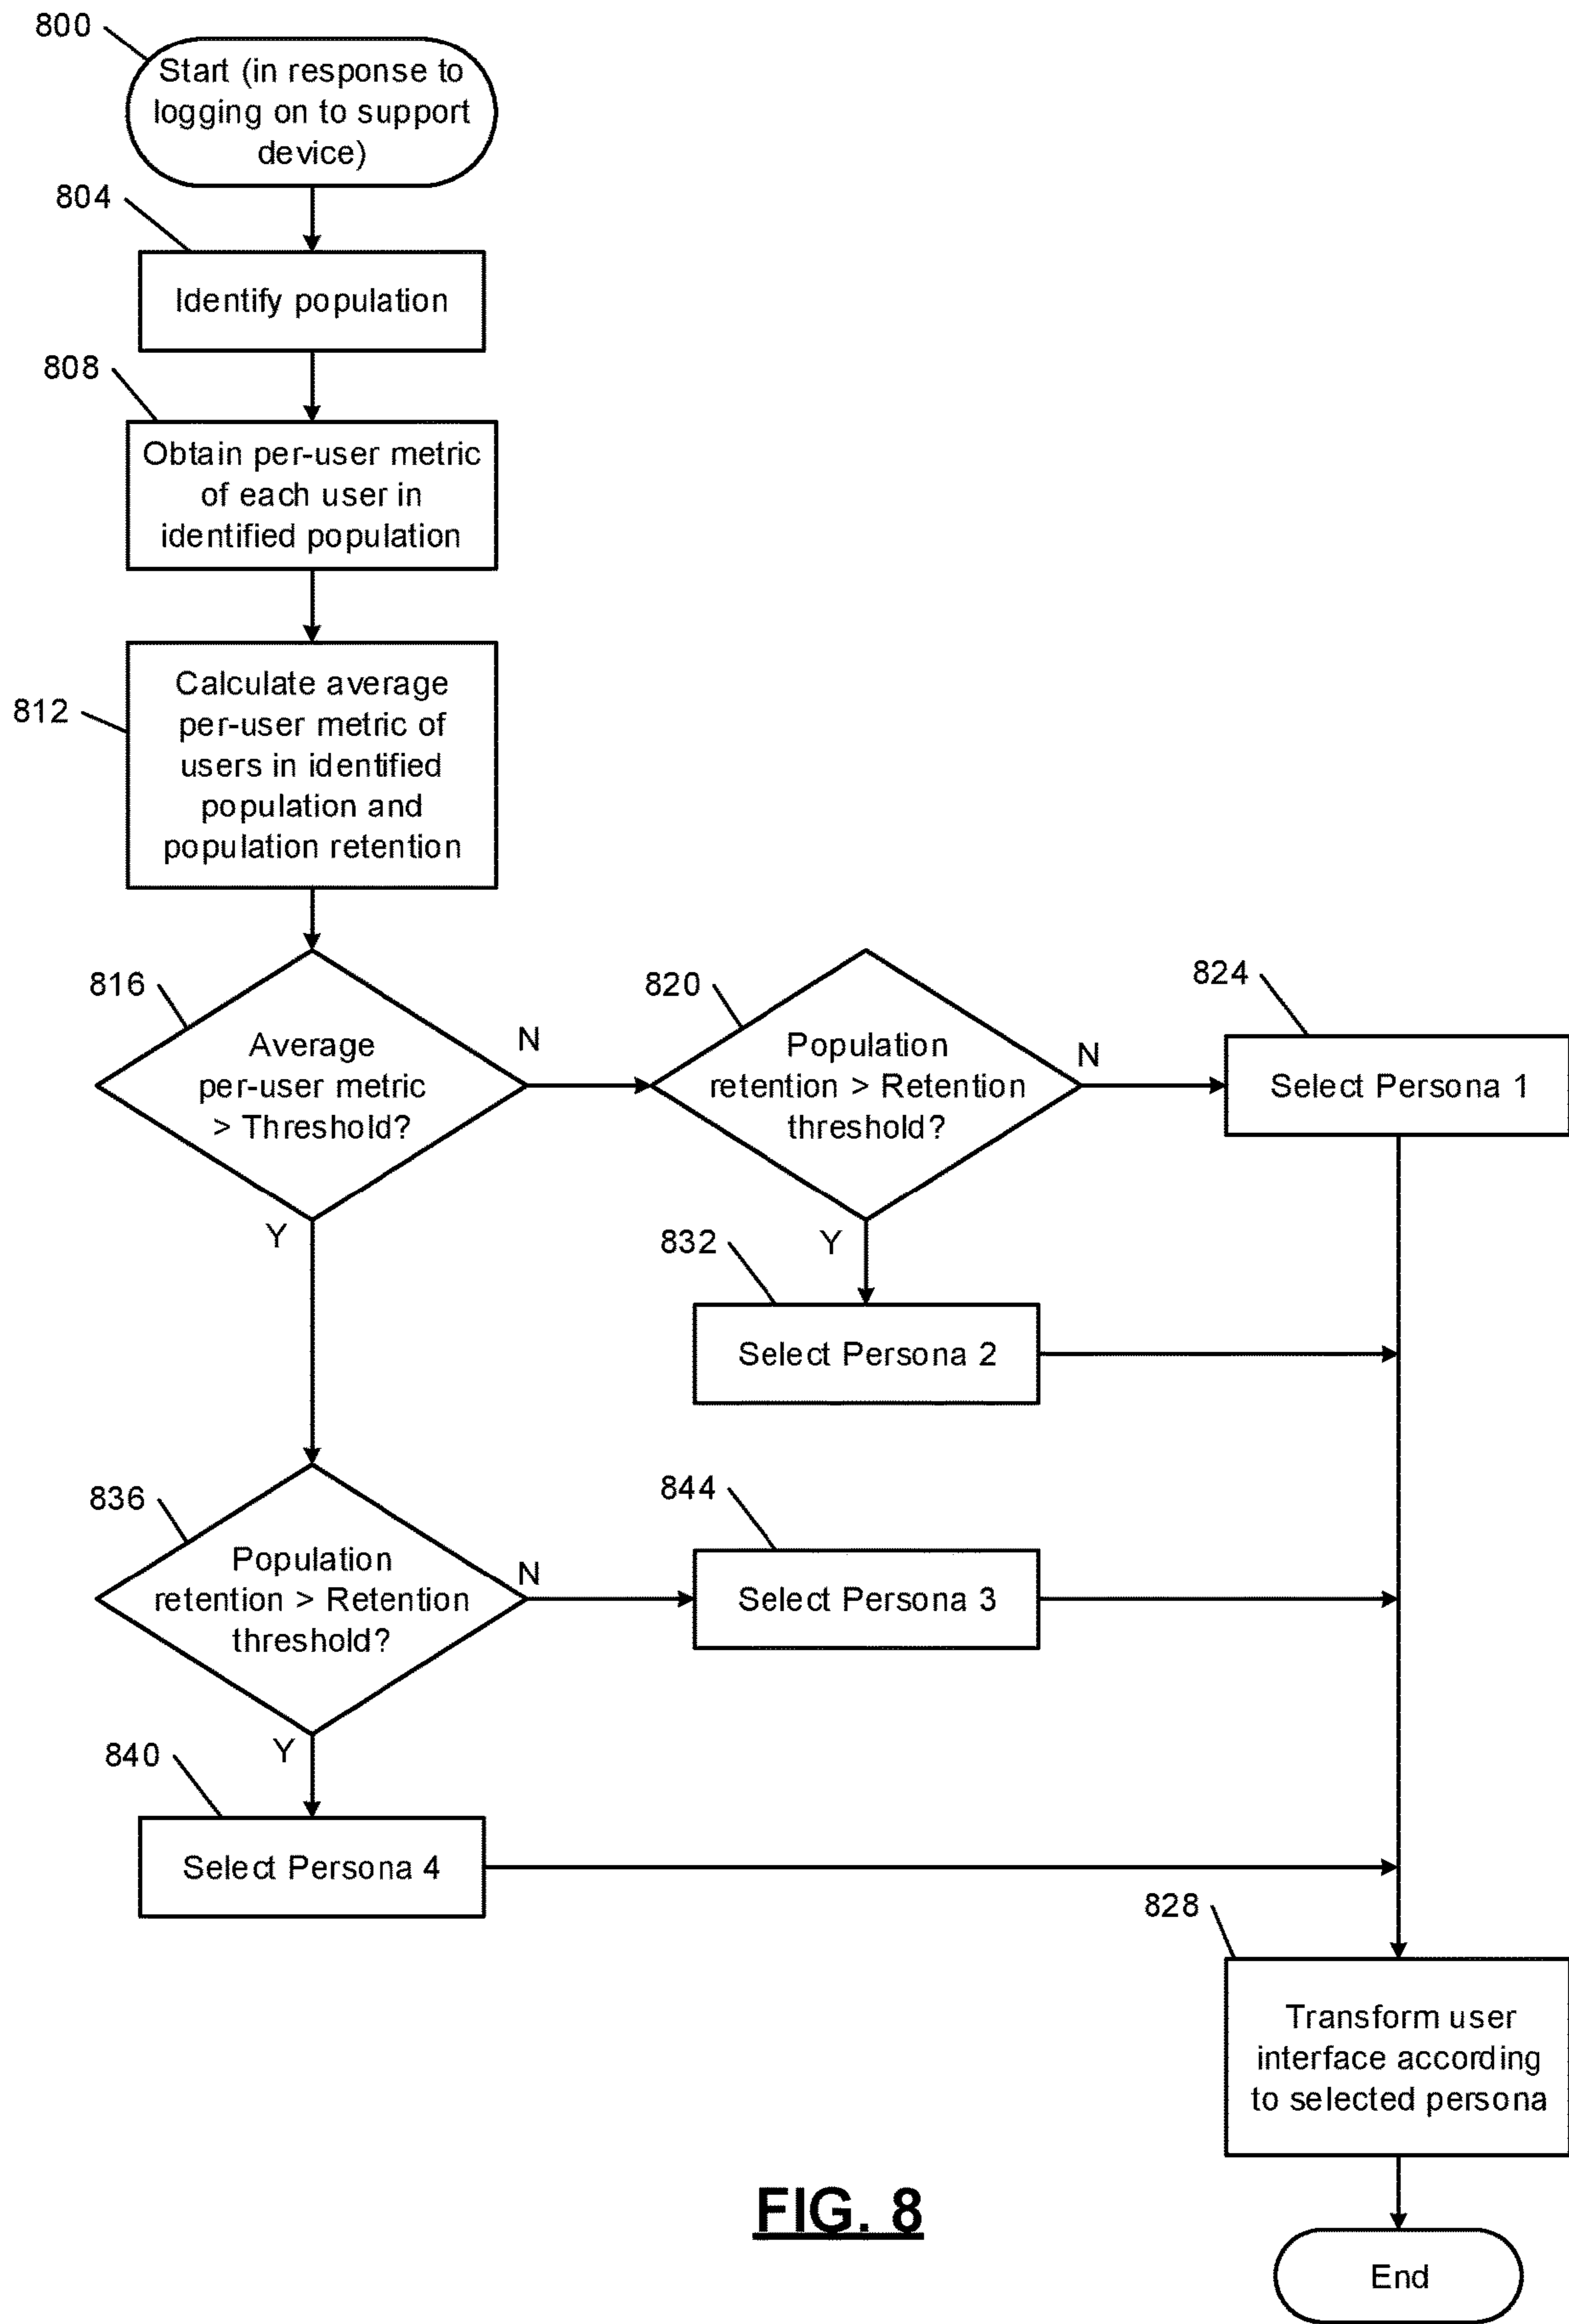 800
Start (in response to
logging on to support
device)
804
Identify population
808
Obtain per-user metric
of each user in
identified population
812
Calculate average
per-user metric of
users in identified
population and
population retention
816
Average
per-user metric
> Threshold?
N
Y
820
Population
retention > Retention
threshold?
N
Y
824
Select Persona 1
832
Select Persona 2
836
Population
retention > Retention
threshold?
N
Y
844
Select Persona 3
840
Select Persona 4
828
Transform user
interface according
to selected persona
End
FIG. 8